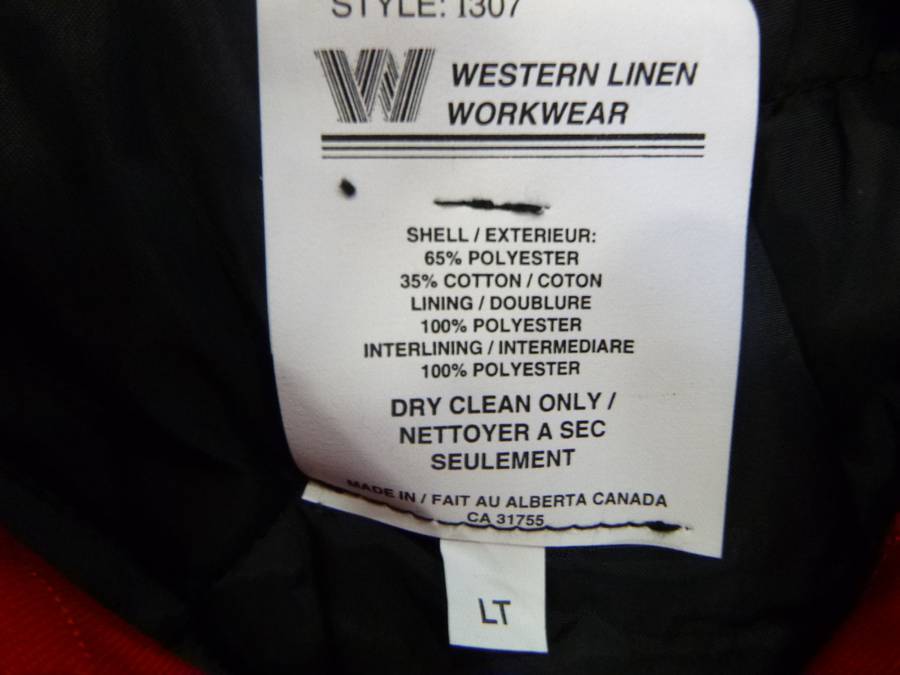 STYLE: 1307
W WESTERN LINEN
WORKWEAR
SHELL / EXTERIEUR:
65% POLYESTER
35% COTTON / COTON
LINING / DOUBLURE
100% POLYESTER
INTERLINING / INTERMEDIARE
100% POLYESTER
DRY CLEAN ONLY /
NETTOYER A SEC
SEULEMENT
MADE IN / FAIT AU ALBERTA CANADA
CA 31755
LT